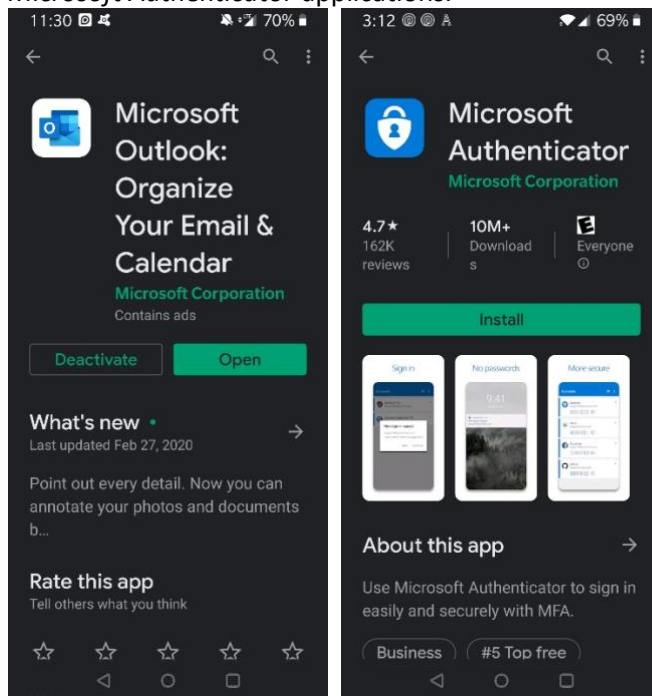 Microsoft Authenticator applications.
11:30 70%
Microsoft
Outlook:
Organize
Your Email &
Calendar
Microsoft Corporation
Contains ads
Deactivate
Open
What's new
Last updated Feb 27, 2020
Point out every detail. Now you can
annotate your photos and documents
b...
Rate this app
Tell others what you think
3:12 69%
Microsoft
Authenticator
Microsoft Corporation
4.7★
162K
reviews
10M+
Download
s
E
Everyone
Install
Sign in
No passwords
More secure
9:41
About this app
Use Microsoft Authenticator to sign in
easily and securely with MFA.
Business
#5 Top free